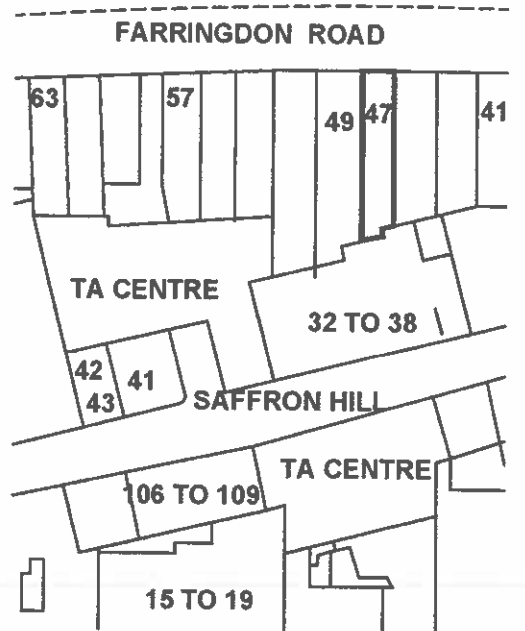 FARRINGDON ROAD
63
57
49
47
41
TA CENTRE
32 TO 38
42
41
43
SAFFRON HILL
TA CENTRE
106 TO 109
15 TO 19